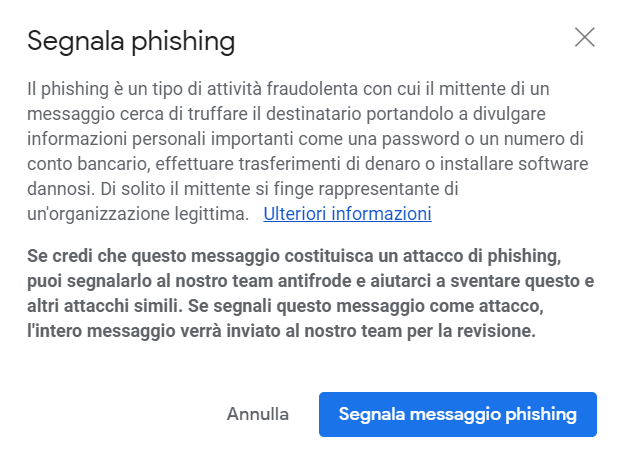 Segnala phishing
Il phishing è un tipo di attività fraudolenta con cui il mittente di un
messaggio cerca di truffare il destinatario portandolo a divulgare
informazioni personali importanti come una password o un numero di
conto bancario, effettuare trasferimenti di denaro o installare software
dannosi. Di solito il mittente si finge rappresentante di
un'organizzazione legittima. Ulteriori informazioni
Se credi che questo messaggio costituisca un attacco di phishing,
puoi segnalarlo al nostro team antifrode e aiutarci a sventare questo e
altri attacchi simili. Se segnali questo messaggio come attacco,
l'intero messaggio verrà inviato al nostro team per la revisione.
Annulla Segnala messaggio phishing